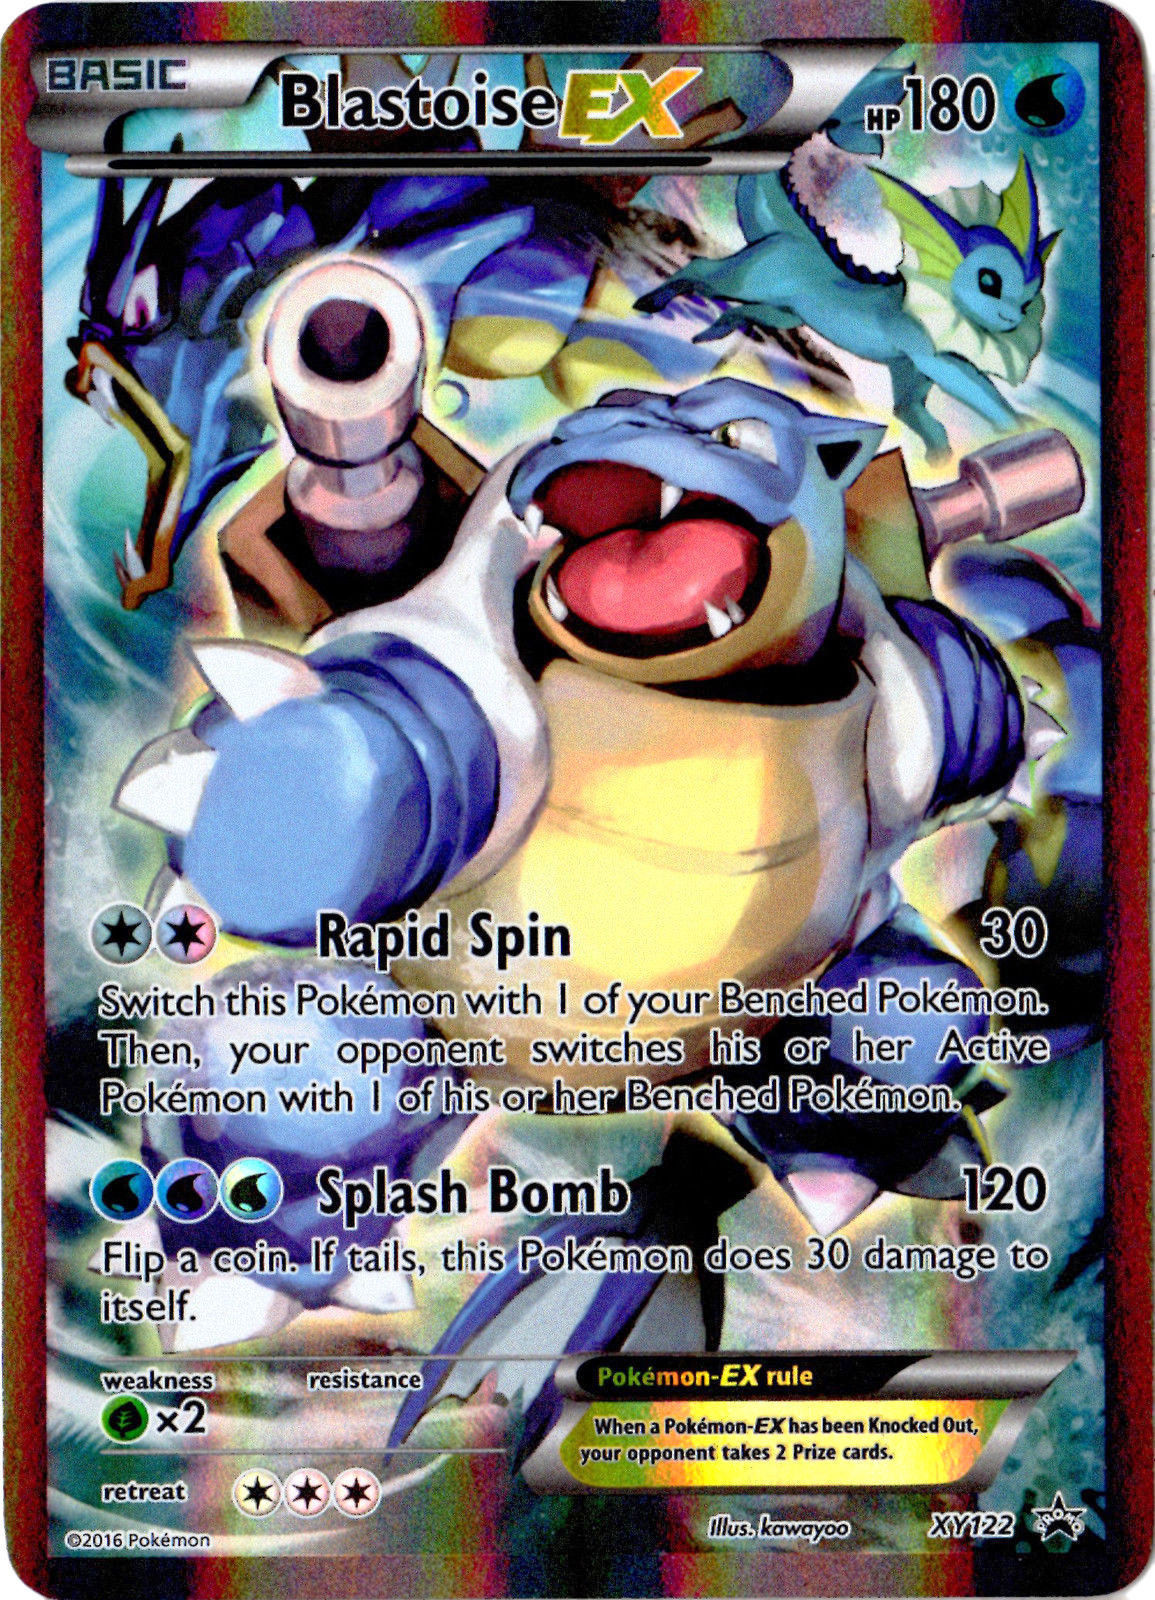 BASIC
Blastoise EX
HP 180
Rapid Spin 30
Switch this Pokémon with 1 of your Benched Pokémon.
Then, your opponent switches his or her Active
Pokémon with 1 of his or her Benched Pokémon.
Splash Bomb 120
Flip a coin. If tails, this Pokémon does 30 damage to
itself.
weakness resistance
×2
Pokémon-EX rule
When a Pokémon-EX has been Knocked Out,
your opponent takes 2 Prize cards.
retreat
©2016 Pokémon
Illus. kawayoo
XY122
PROMO